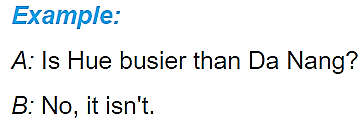 Example:
A: Is Hue busier than Da Nang?
B: No, it isn't.